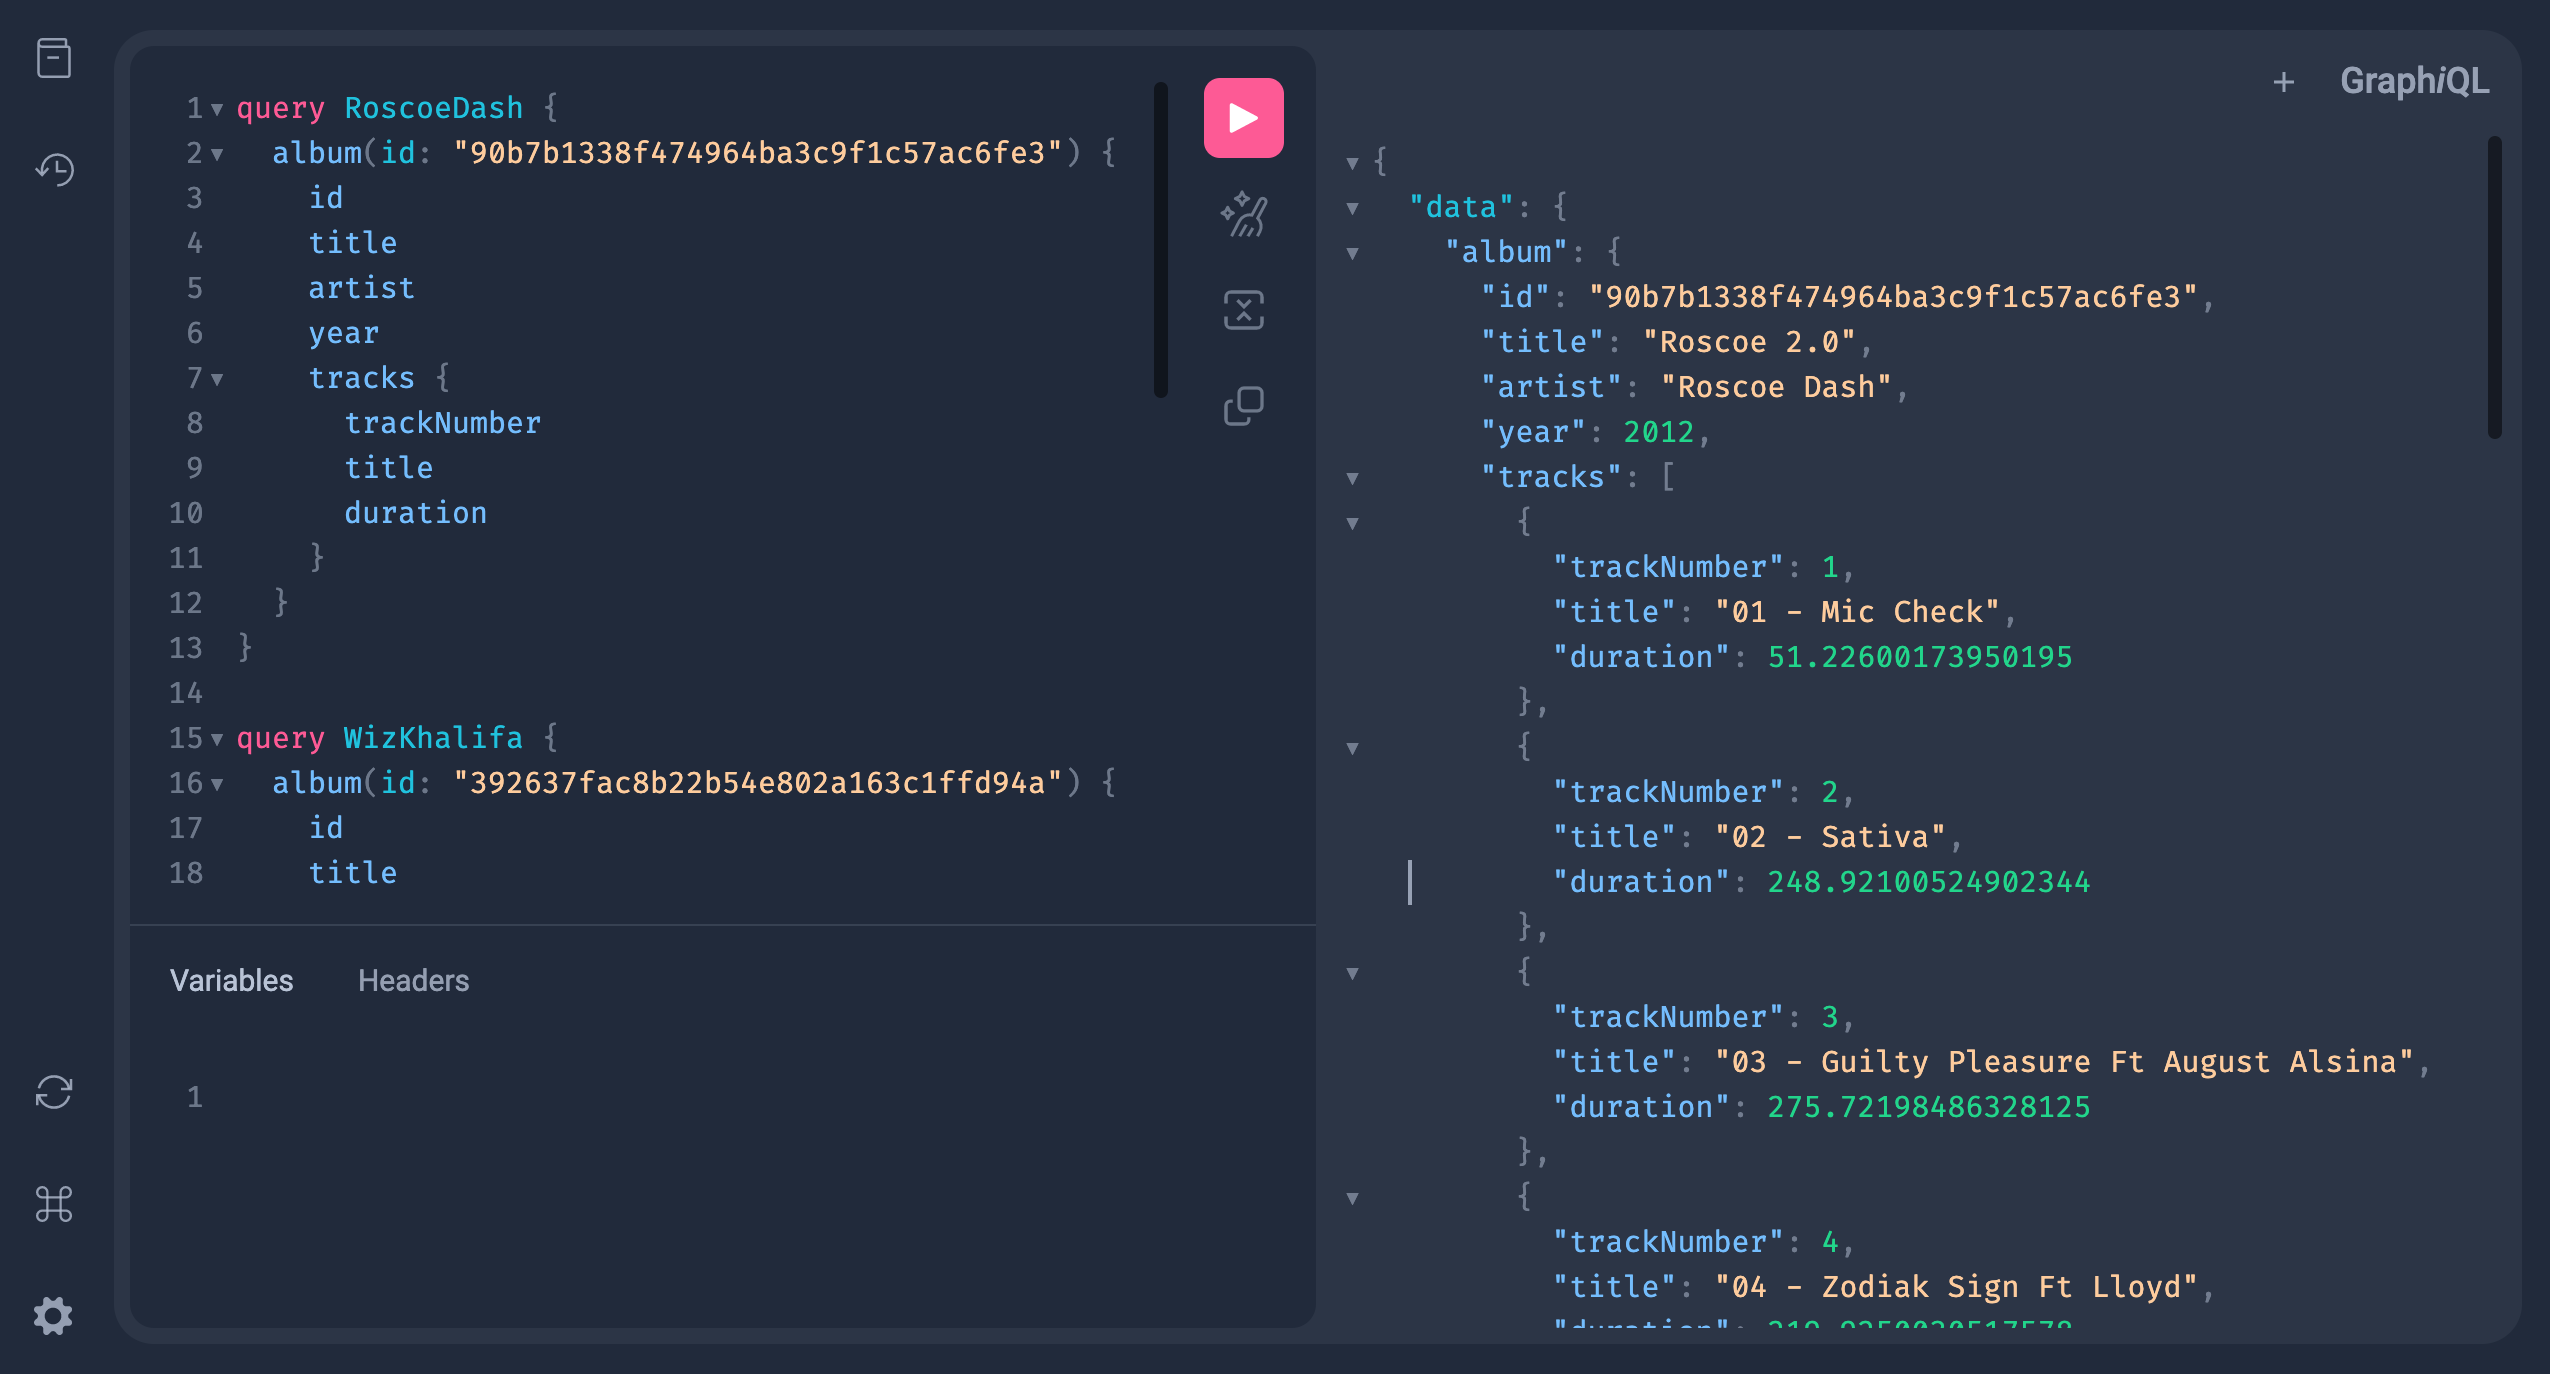 1 query RoscoeDash {
2 album(id: "90b7b1338f474964ba3c9f1c57ac6fe3") {
3 id
4 title
5 artist
6 year
7 tracks {
8 trackNumber
9 title
10 duration
11 }
12 }
13 }
14
15 query WizKhalifa {
16 album(id: "392637fac8b22b54e802a163c1ffd94a") {
17 id
18 title
Variables Headers
1
+ GraphiQL
{
"data": {
"album": {
"id": "90b7b1338f474964ba3c9f1c57ac6fe3",
"title": "Roscoe 2.0",
"artist": "Roscoe Dash",
"year": 2012,
"tracks": [
{
"trackNumber": 1,
"title": "01 - Mic Check",
"duration": 51.22600173950195
},
{
"trackNumber": 2,
"title": "02 - Sativa",
"duration": 248.92100524902344
},
{
"trackNumber": 3,
"title": "03 - Guilty Pleasure Ft August Alsina",
"duration": 275.72198486328125
},
{
"trackNumber": 4,
"title": "04 - Zodiak Sign Ft Lloyd",
"duration":